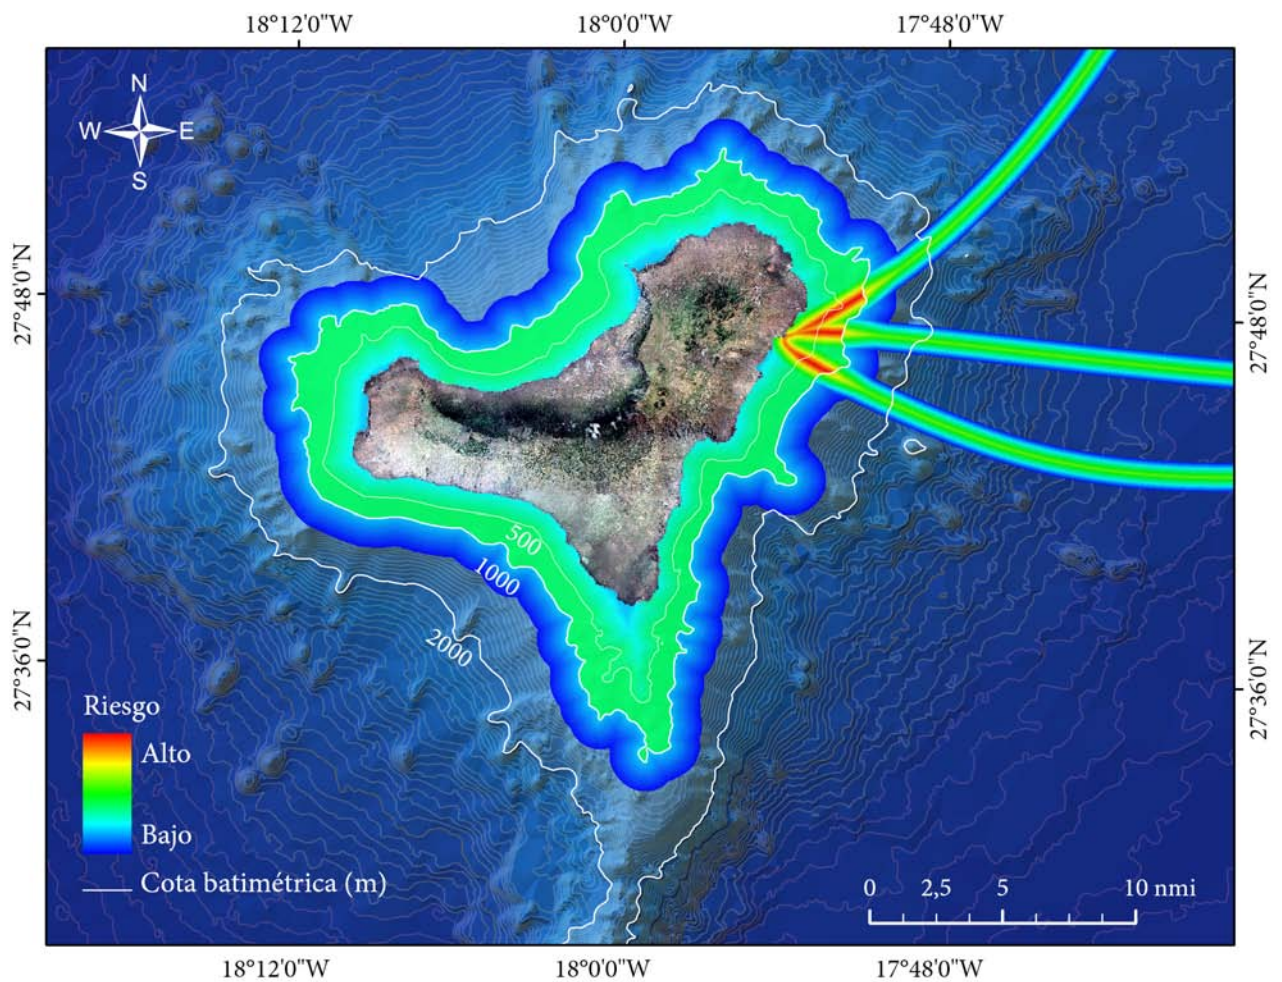 18°12'0"W 18°0'0"W 17°48'0"W
N
W E
S
27°48'0"N
27°48'0"N
500
1000
2000
27°36'0"N
27°36'0"N
Riesgo
Alto
Bajo
Cota batimétrica (m)
0 2,5 5 10 nmi
18°12'0"W 18°0'0"W 17°48'0"W